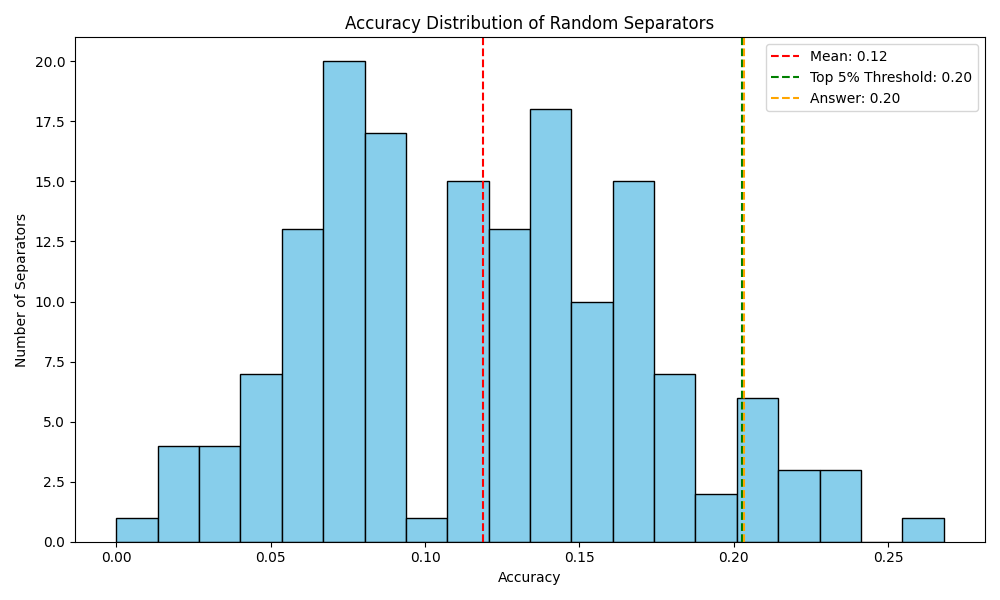 Accuracy Distribution of Random Separators
Mean: 0.12
Top 5% Threshold: 0.20
Answer: 0.20
Number of Separators
20.0
17.5
15.0
12.5
10.0
7.5
5.0
2.5
0.0
0.00 0.05 0.10 0.15 0.20 0.25
Accuracy